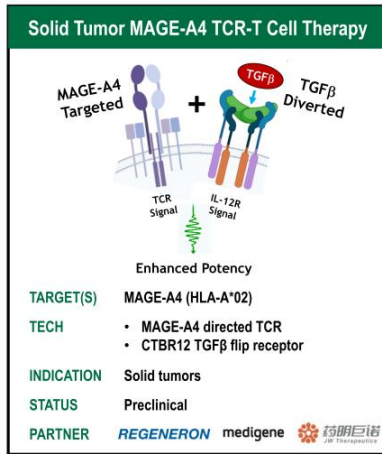 Solid Tumor MAGE-A4 TCR-T Cell Therapy
MAGE-A4
Targeted
+
TGFβ
TGFβ
Diverted
TCR
Signal
IL-12R
Signal
Enhanced Potency
TARGET(S) MAGE-A4 (HLA-A*02)
TECH • MAGE-A4 directed TCR
• CTBR12 TGFβ flip receptor
INDICATION Solid tumors
STATUS Preclinical
PARTNER REGENERON medigene 药明巨诺
JW Therapeutics